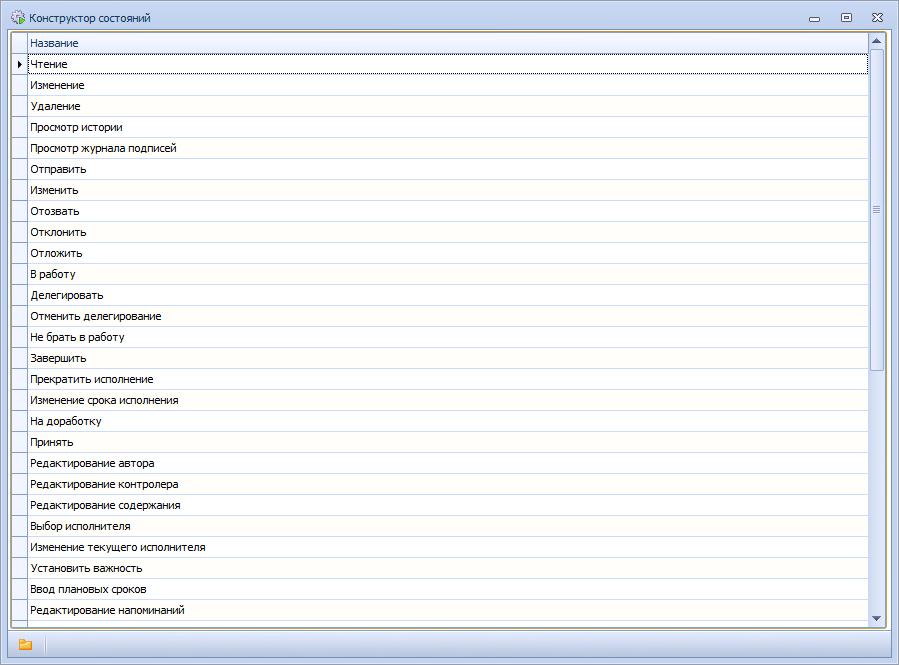 Конструктор состояний
Название
Чтение
Изменение
Удаление
Просмотр истории
Просмотр журнала подписей
Отправить
Изменить
Отозвать
Отклонить
Отложить
В работу
Делегировать
Отменить делегирование
Не брать в работу
Завершить
Прекратить исполнение
Изменение срока исполнения
На доработку
Принять
Редактирование автора
Редактирование контролера
Редактирование содержания
Выбор исполнителя
Изменение текущего исполнителя
Установить важность
Ввод плановых сроков
Редактирование напоминаний